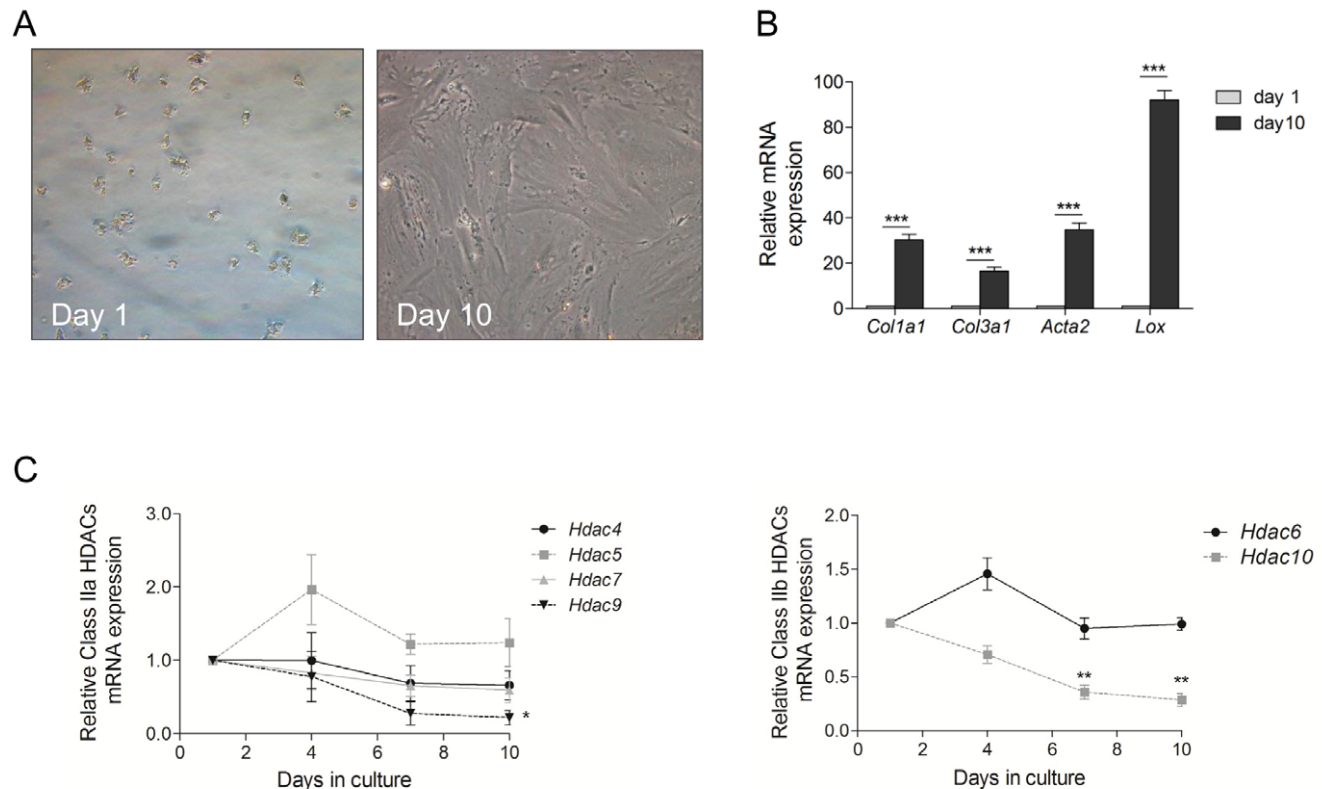 A
Day 1
Day 10
B
Relative mRNA
expression
100
80
60
40
20
0
***
***
***
***
Col1a1
Col3a1
Acta2
Lox
day 1
day10
C
Relative Class IIa HDACs
mRNA expression
3.0
2.0
1.0
0.0
0
2
4
6
8
10
Days in culture
*
Hdac4
Hdac5
Hdac7
Hdac9
Relative Class IIb HDACs
mRNA expression
2.0
1.5
1.0
0.5
0.0
0
2
4
6
8
10
Days in culture
**
**
Hdac6
Hdac10